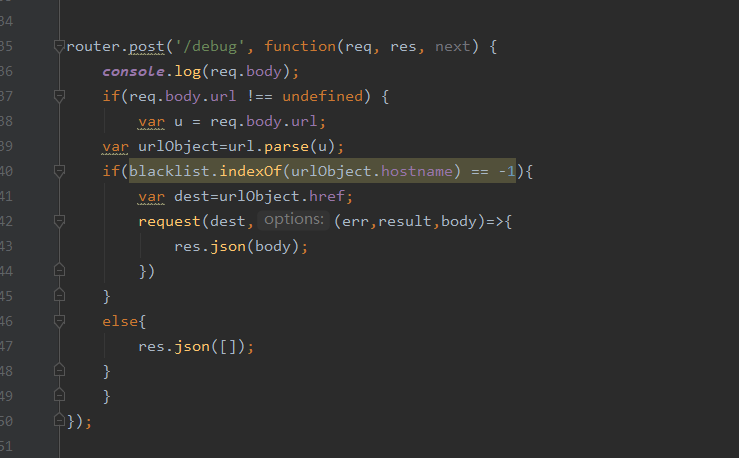 34
35 router.post('/debug', function(req, res, next) {
36 console.log(req.body);
37 if(req.body.url !== undefined) {
38 var u = req.body.url;
39 var urlObject=url.parse(u);
40 if(blacklist.indexOf(urlObject.hostname) == -1){
41 var dest=urlObject.href;
42 request(dest, options: (err,result,body)=>{
43 res.json(body);
44 })
45 }
46 else{
47 res.json([]);
48 }
49 }
50 });
51